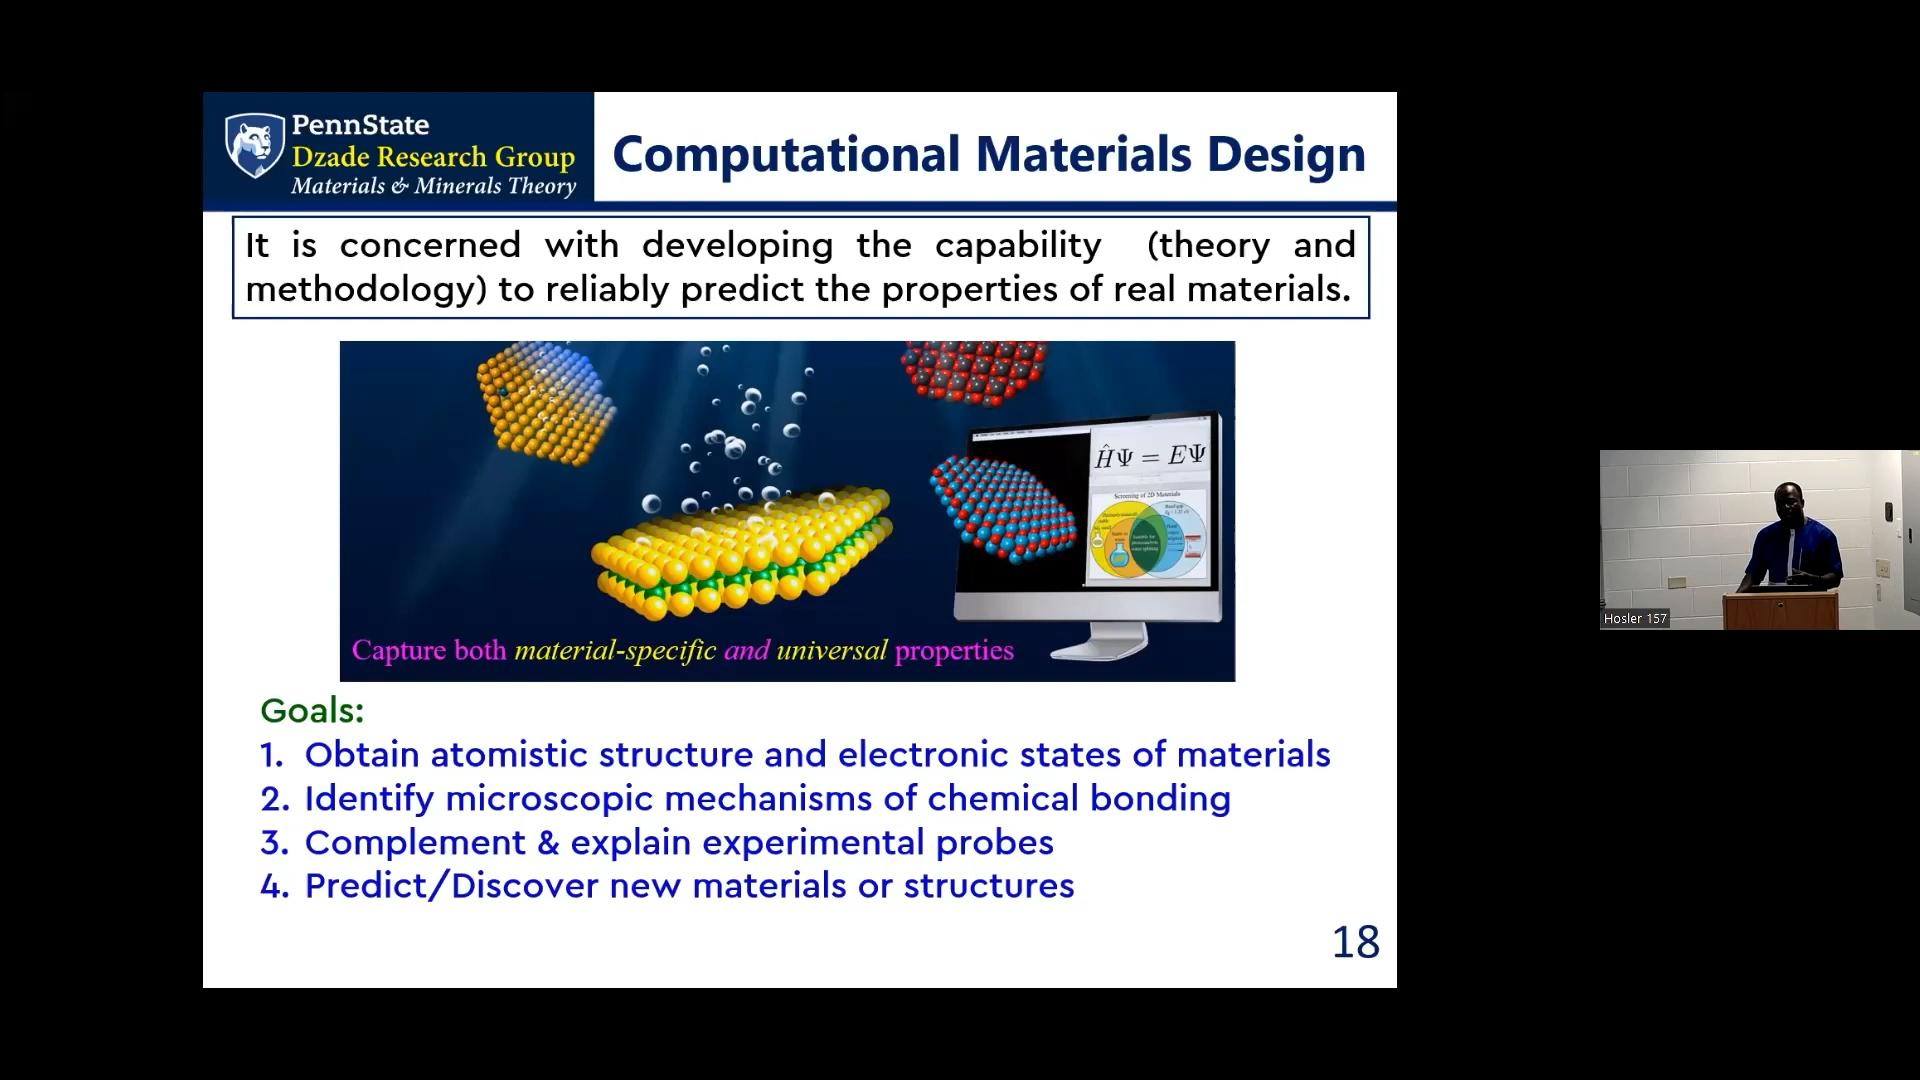 PennState
Dzade Research Group
Materials & Minerals Theory
Computational Materials Design
It is concerned with developing the capability (theory and
methodology) to reliably predict the properties of real materials.
ĤΨ = EΨ
Screening of 2D Materials
Capture both material-specific and universal properties
Goals:
1. Obtain atomistic structure and electronic states of materials
2. Identify microscopic mechanisms of chemical bonding
3. Complement & explain experimental probes
4. Predict/Discover new materials or structures
18
Hosler 157